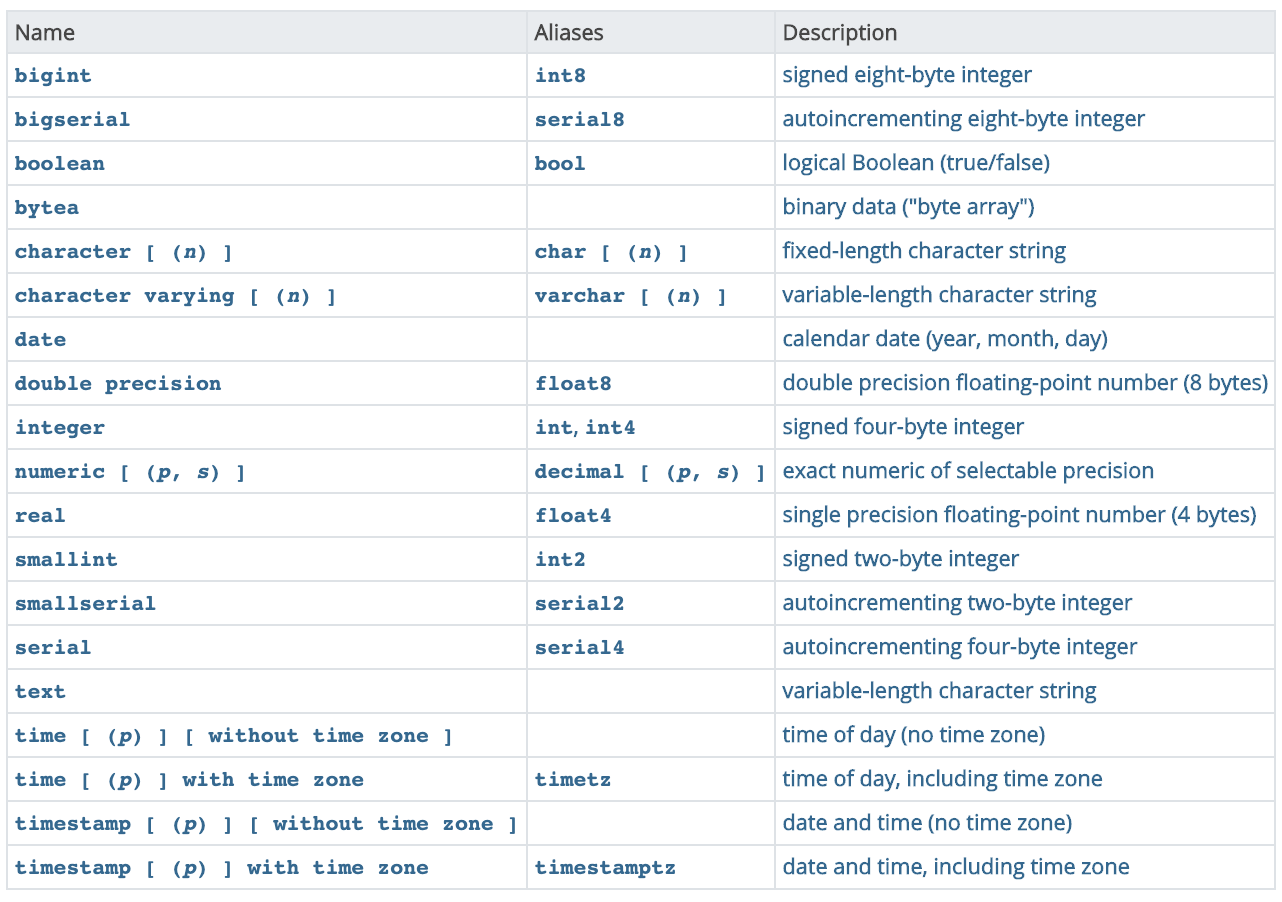 Name Aliases Description
bigint int8 signed eight-byte integer
bigserial serial8 autoincrementing eight-byte integer
boolean bool logical Boolean (true/false)
bytea binary data ("byte array")
character [ (n) ] char [ (n) ] fixed-length character string
character varying [ (n) ] varchar [ (n) ] variable-length character string
date calendar date (year, month, day)
double precision float8 double precision floating-point number (8 bytes)
integer int, int4 signed four-byte integer
numeric [ (p, s) ] decimal [ (p, s) ] exact numeric of selectable precision
real float4 single precision floating-point number (4 bytes)
smallint int2 signed two-byte integer
smallserial serial2 autoincrementing two-byte integer
serial serial4 autoincrementing four-byte integer
text variable-length character string
time [ (p) ] [ without time zone ] time of day (no time zone)
time [ (p) ] with time zone timetz time of day, including time zone
timestamp [ (p) ] [ without time zone ] date and time (no time zone)
timestamp [ (p) ] with time zone timestamptz date and time, including time zone